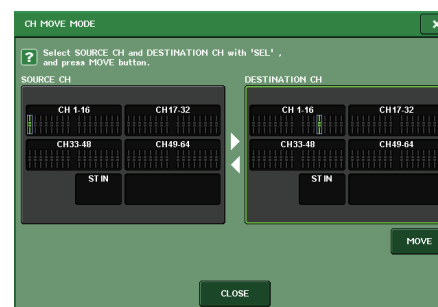 CH MOVE MODE
?
Select SOURCE CH and DESTINATION CH with 'SEL' ,
and press MOVE button.
SOURCE CH
DESTINATION CH
CH 1-16
CH17-32
CH33-48
CH49-64
ST IN
CH 1-16
CH17-32
CH33-48
CH49-64
ST IN
MOVE
CLOSE